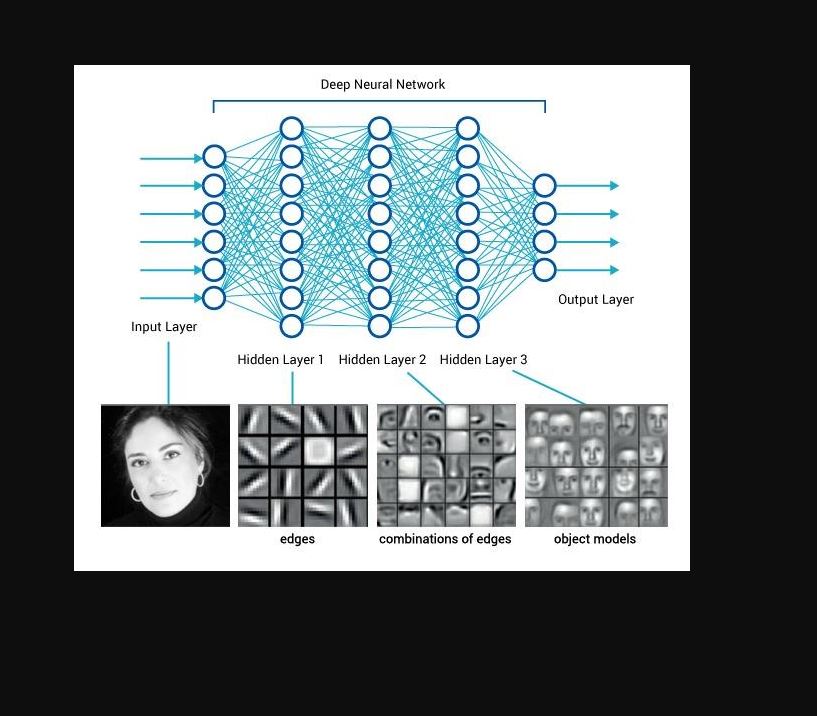 Deep Neural Network
Input Layer
Output Layer
Hidden Layer 1
Hidden Layer 2
Hidden Layer 3
edges
combinations of edges
object models